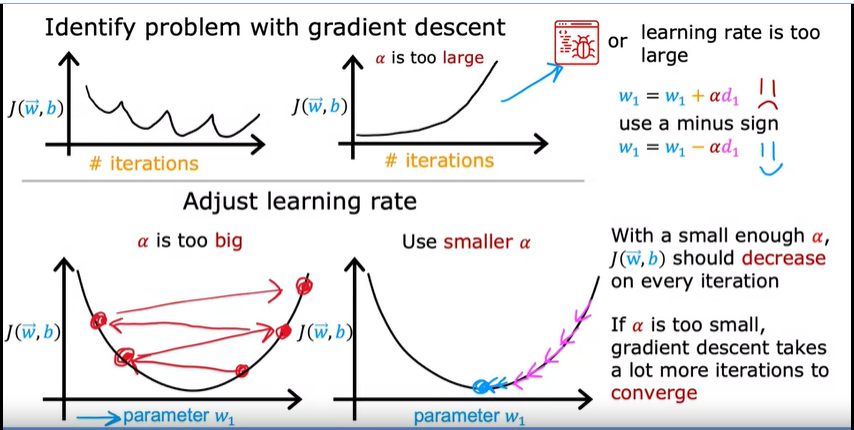 Identify problem with gradient descent
J(w⃗, b)
# iterations
α is too large
J(w⃗, b)
# iterations
or learning rate is too
large
w₁ = w₁ + αd₁
use a minus sign
w₁ = w₁ − αd₁
Adjust learning rate
α is too big
J(w⃗, b)
parameter w₁
Use smaller α
J(w⃗, b)
parameter w₁
With a small enough α,
J(w⃗, b) should decrease
on every iteration
If α is too small,
gradient descent takes
a lot more iterations to
converge